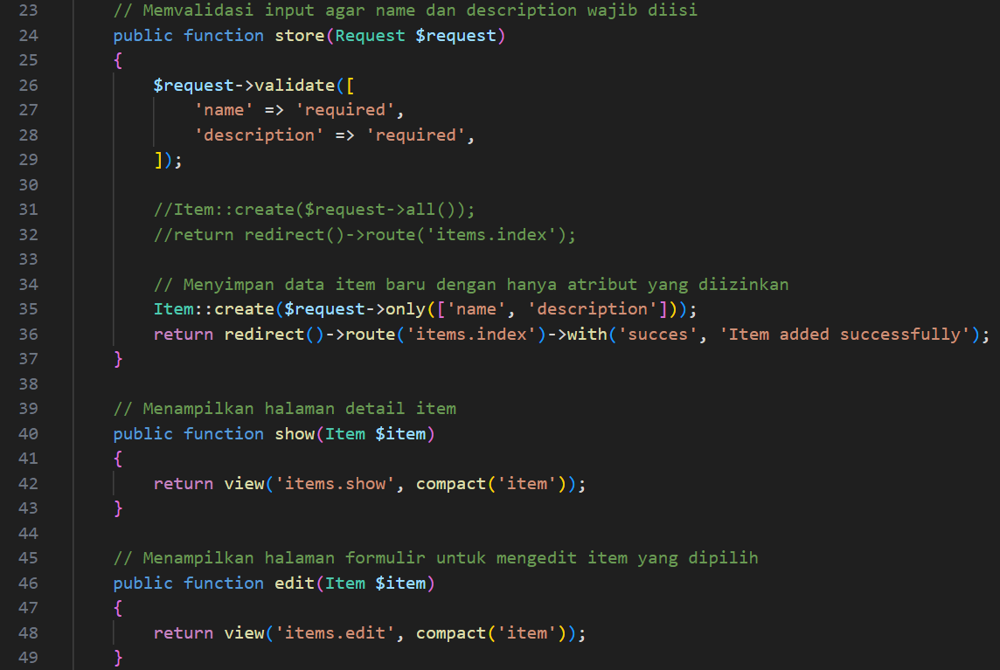 23 // Memvalidasi input agar name dan description wajib diisi
24 public function store(Request $request)
25 {
26     $request->validate([
27         'name' => 'required',
28         'description' => 'required',
29     ]);
30
31     //Item::create($request->all());
32     //return redirect()->route('items.index');
33
34     // Menyimpan data item baru dengan hanya atribut yang diizinkan
35     Item::create($request->only(['name', 'description']));
36     return redirect()->route('items.index')->with('succes', 'Item added successfully');
37 }
38
39 // Menampilkan halaman detail item
40 public function show(Item $item)
41 {
42     return view('items.show', compact('item'));
43 }
44
45 // Menampilkan halaman formulir untuk mengedit item yang dipilih
46 public function edit(Item $item)
47 {
48     return view('items.edit', compact('item'));
49 }